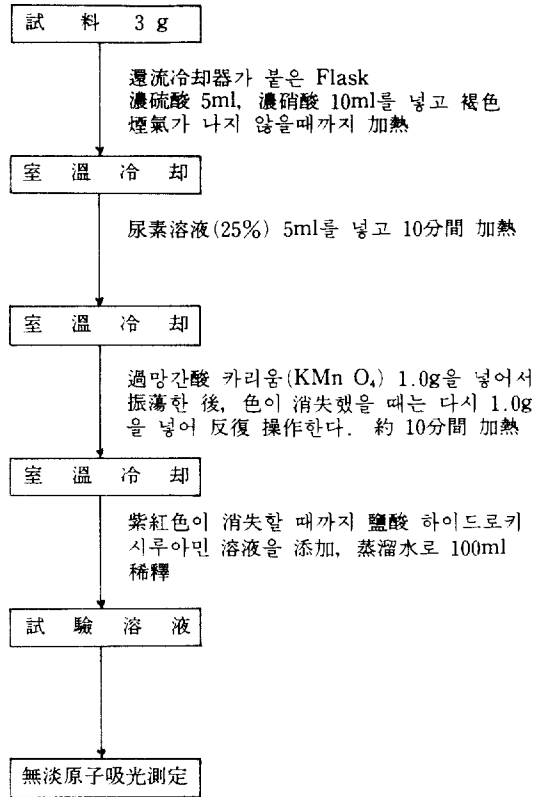 試 料 3 g
還流冷却器가 붙은 Flask
濃硫酸 5ml, 濃硝酸 10ml를 넣고 褐色
煙氣가 나지 않을때까지 加熱
室 溫 冷 却
尿素溶液(25%) 5ml를 넣고 10分間 加熱
室 溫 冷 却
過망간酸 카리움(KMn O₄) 1.0g을 넣어서
振蕩한 後, 色이 消失했을 때는 다시 1.0g
을 넣어 反復 操作한다. 約 10分間 加熱
室 溫 冷 却
紫紅色이 消失할 때까지 鹽酸 하이드로키
시루아민 溶液을 添加, 蒸溜水로 100ml
稀釋
試 驗 溶 液
無淡原子吸光測定